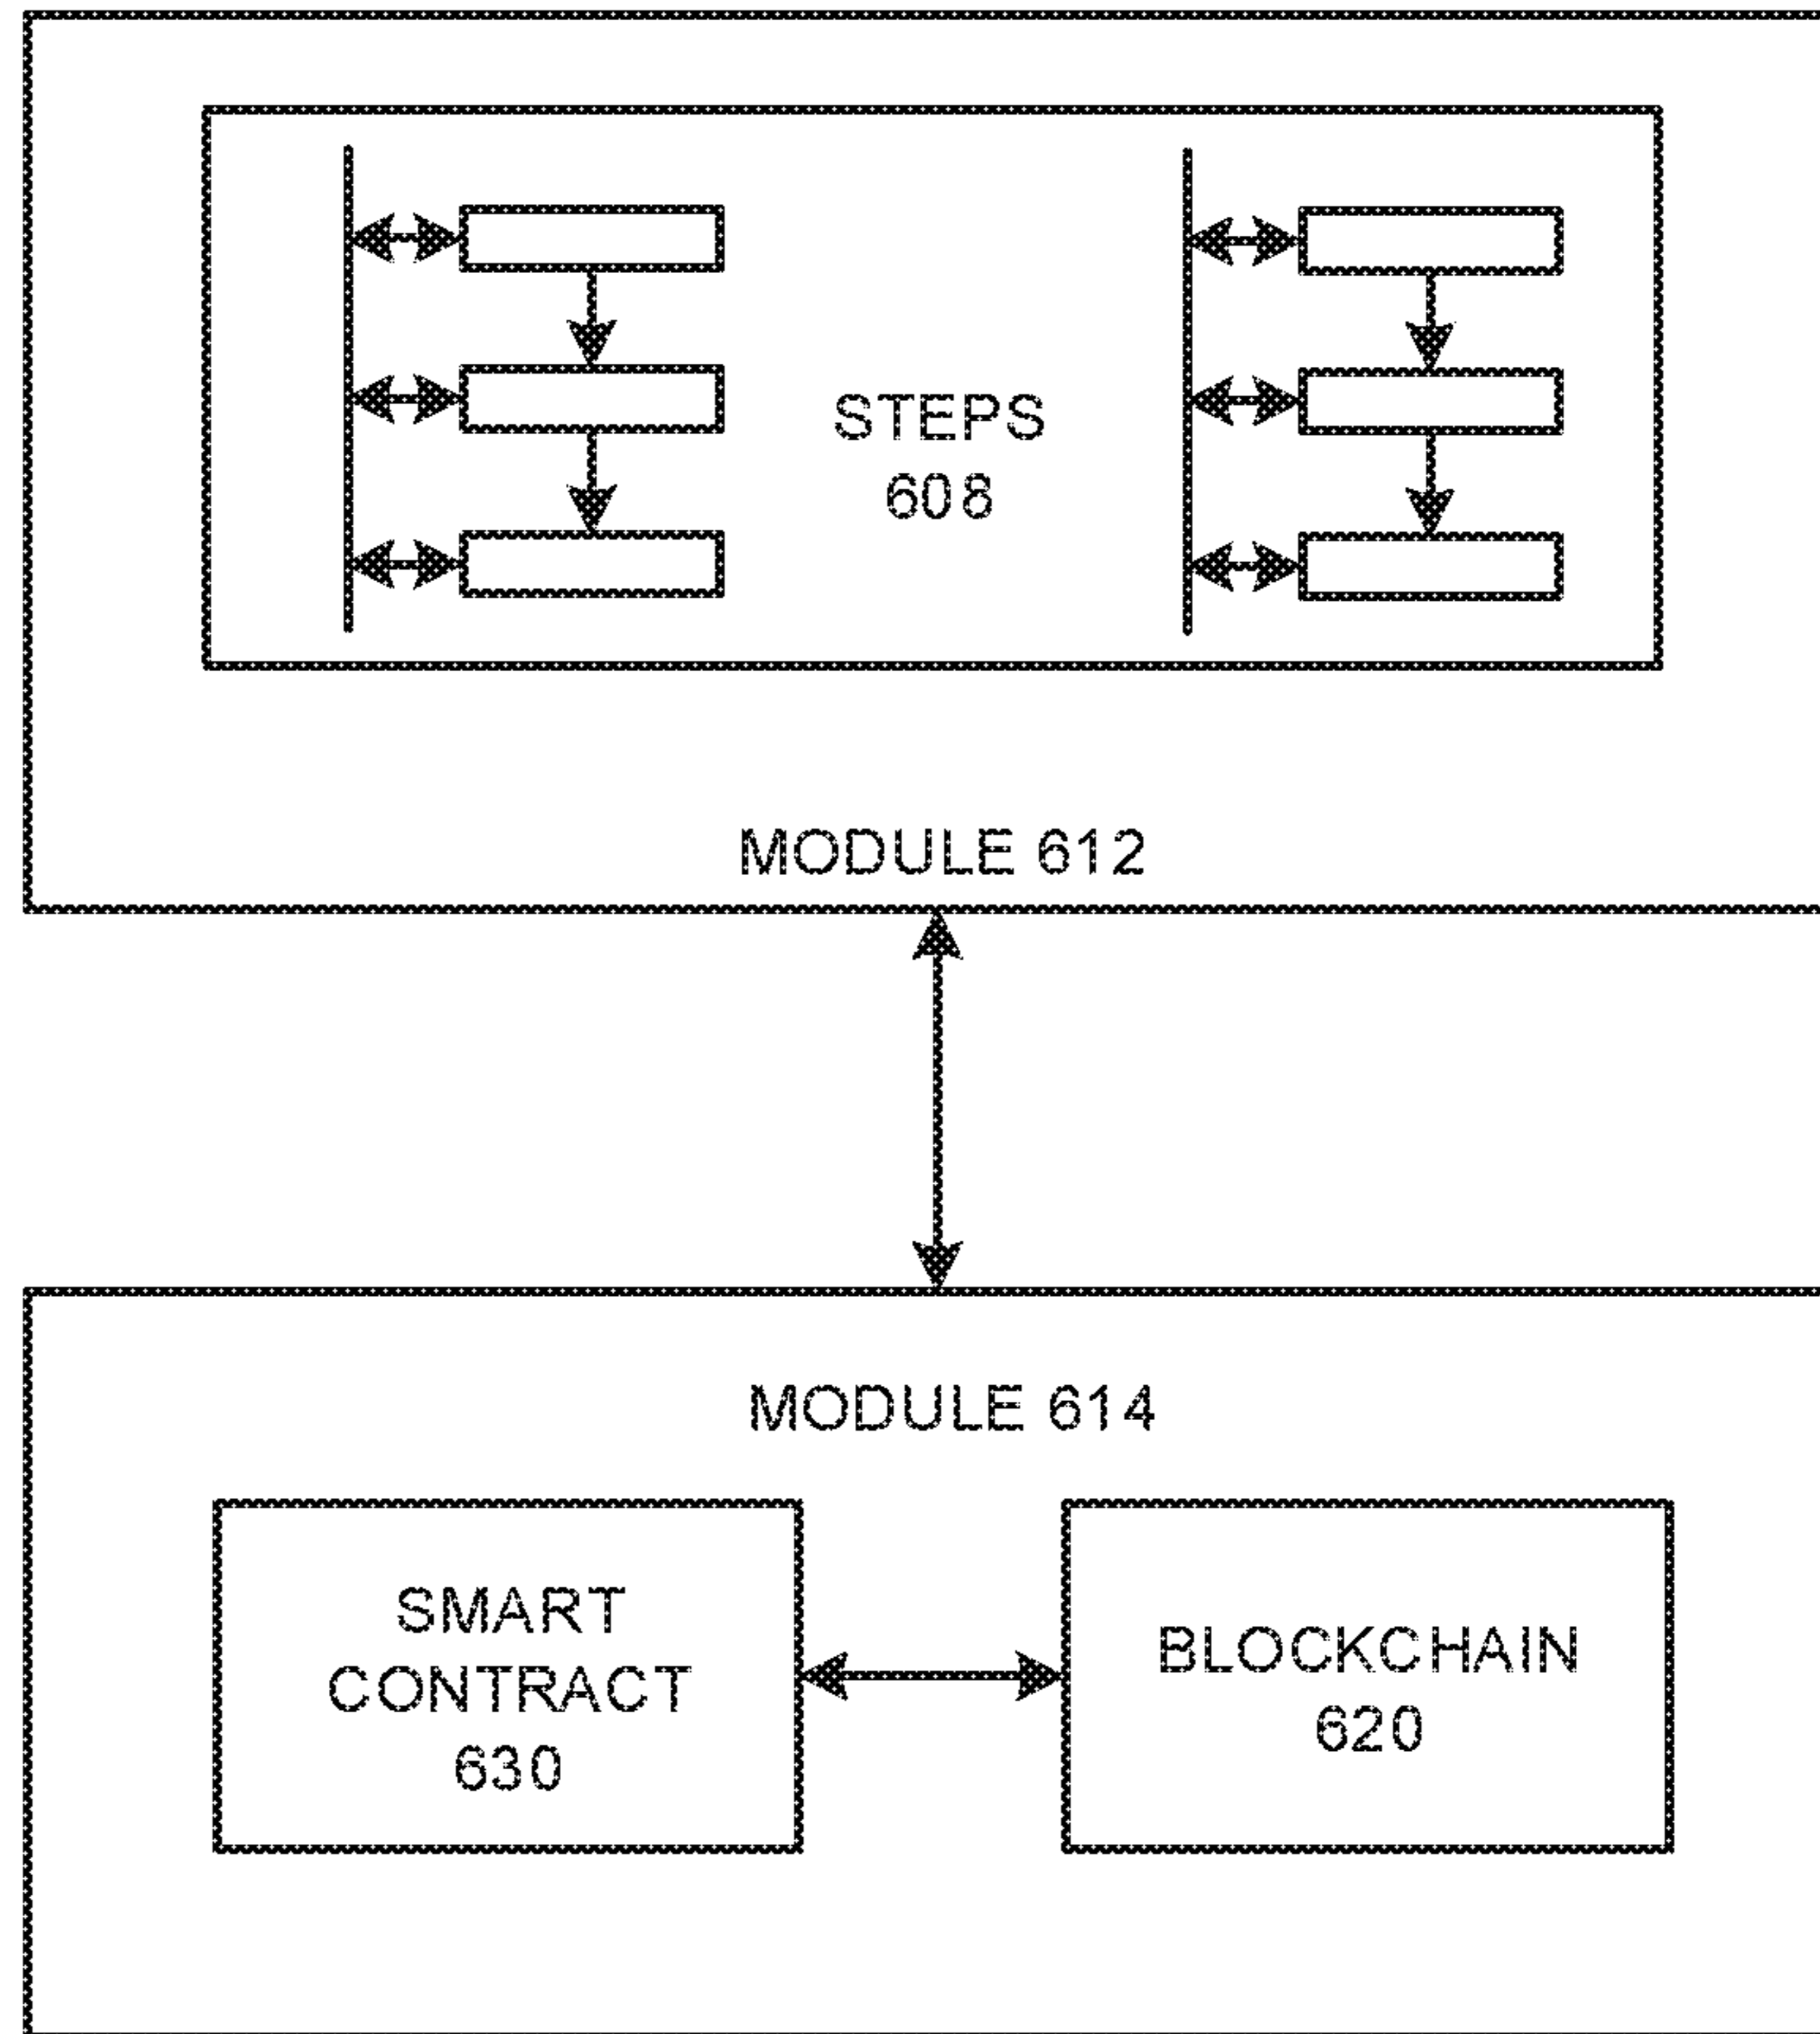 STEPS
608
MODULE 612
MODULE 614
SMART
CONTRACT
630
BLOCKCHAIN
620